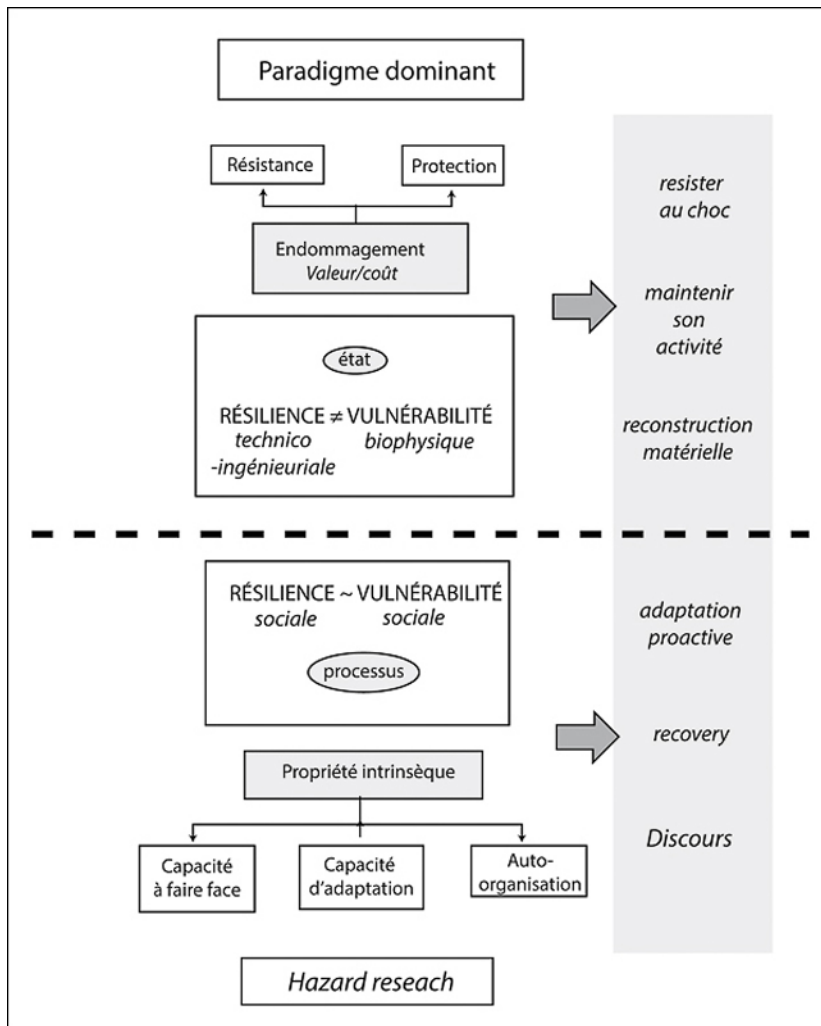 Paradigme dominant
Résistance
Protection
Endommagement
Valeur/coût
état
RÉSILIENCE ≠ VULNÉRABILITÉ
technico biophysique
-ingénieuriale
resister
au choc
maintenir
son
activité
reconstruction
matérielle
RÉSILIENCE ~ VULNÉRABILITÉ
sociale sociale
processus
Propriété intrinsèque
Capacité
à faire face
Capacité
d'adaptation
Auto-
organisation
adaptation
proactive
recovery
Discours
Hazard reseach